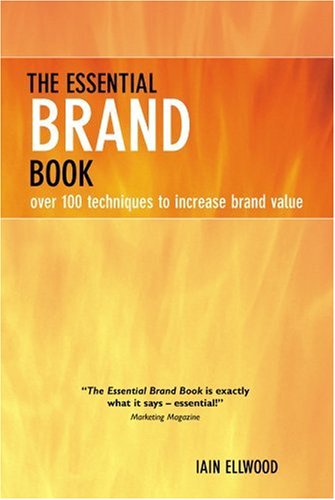 THE ESSENTIAL
BRAND
BOOK
over 100 techniques to increase brand value
“The Essential Brand Book is exactly
what it says – essential!”
Marketing Magazine
IAIN ELLWOOD